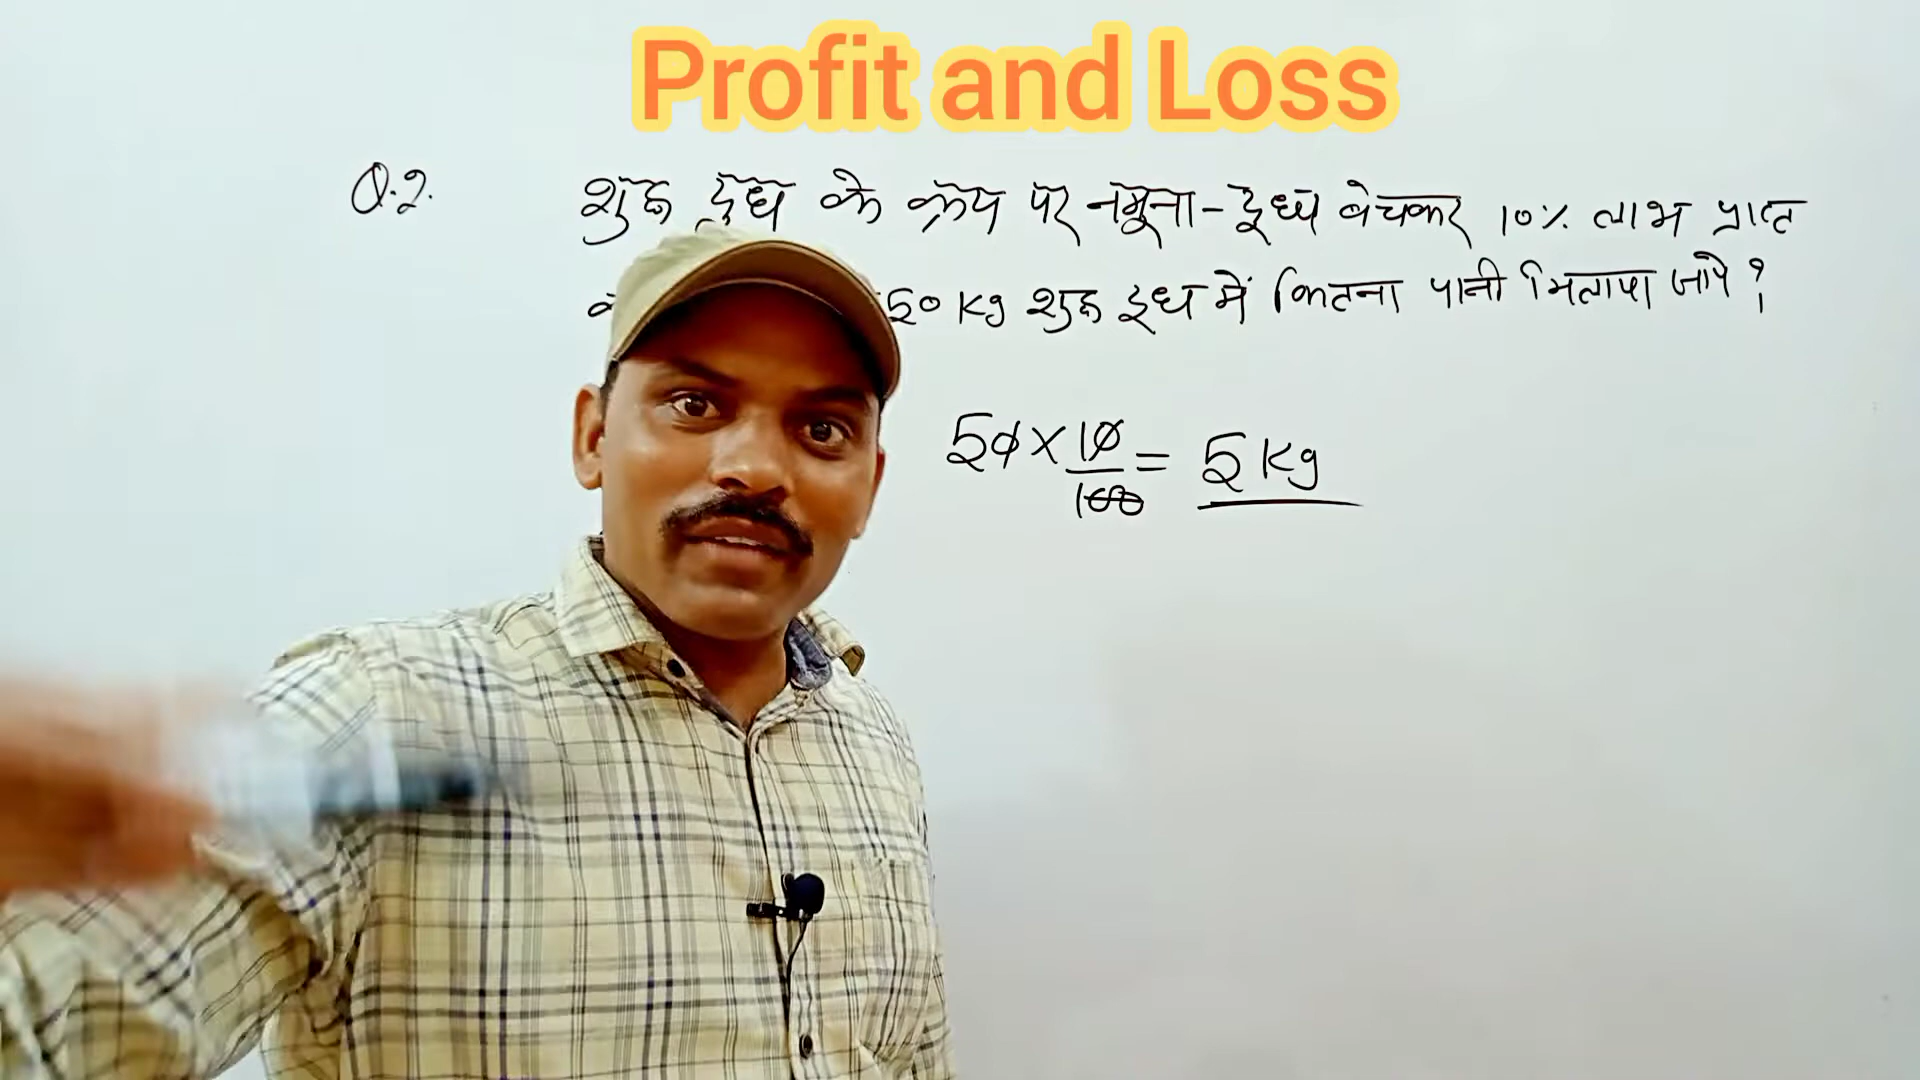 Profit and Loss
Q.2. शुद्ध दूध के क्रय पर नमूना-दूध बेचकर 10% लाभ प्राप्त
50 Kg शुद्ध दूध में कितना पानी मिलाया जाये ?
50 × 10/100 = 5 Kg